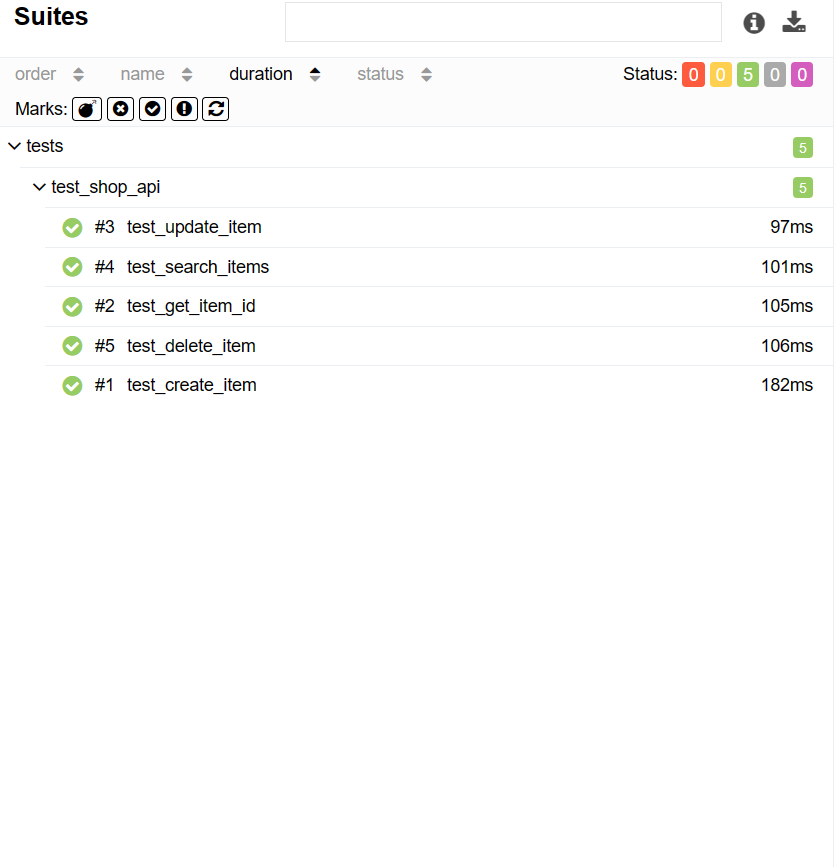 Suites
order name duration status Status: 0 0 5 0 0
Marks:
tests 5
test_shop_api 5
#3 test_update_item 97ms
#4 test_search_items 101ms
#2 test_get_item_id 105ms
#5 test_delete_item 106ms
#1 test_create_item 182ms